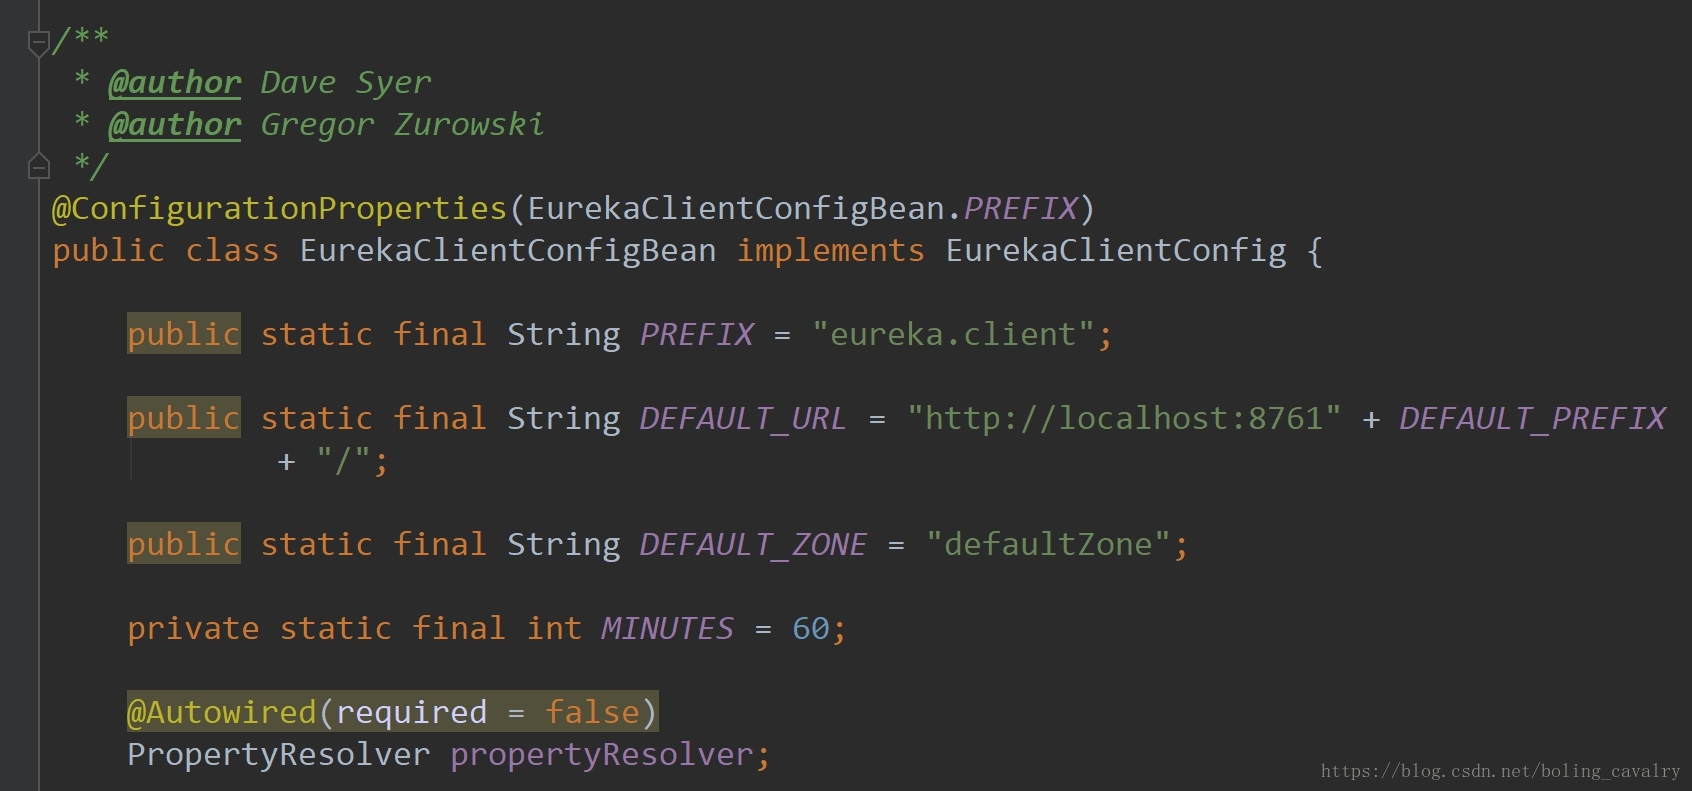 /**
 * @author Dave Syer
 * @author Gregor Zurowski
 */
@ConfigurationProperties(EurekaClientConfigBean.PREFIX)
public class EurekaClientConfigBean implements EurekaClientConfig {
public static final String PREFIX = "eureka.client";
public static final String DEFAULT_URL = "http://localhost:8761" + DEFAULT_PREFIX
+ "/";
public static final String DEFAULT_ZONE = "defaultZone";
private static final int MINUTES = 60;
@Autowired(required = false)
PropertyResolver propertyResolver;
https://blog.csdn.net/boling_cavalry